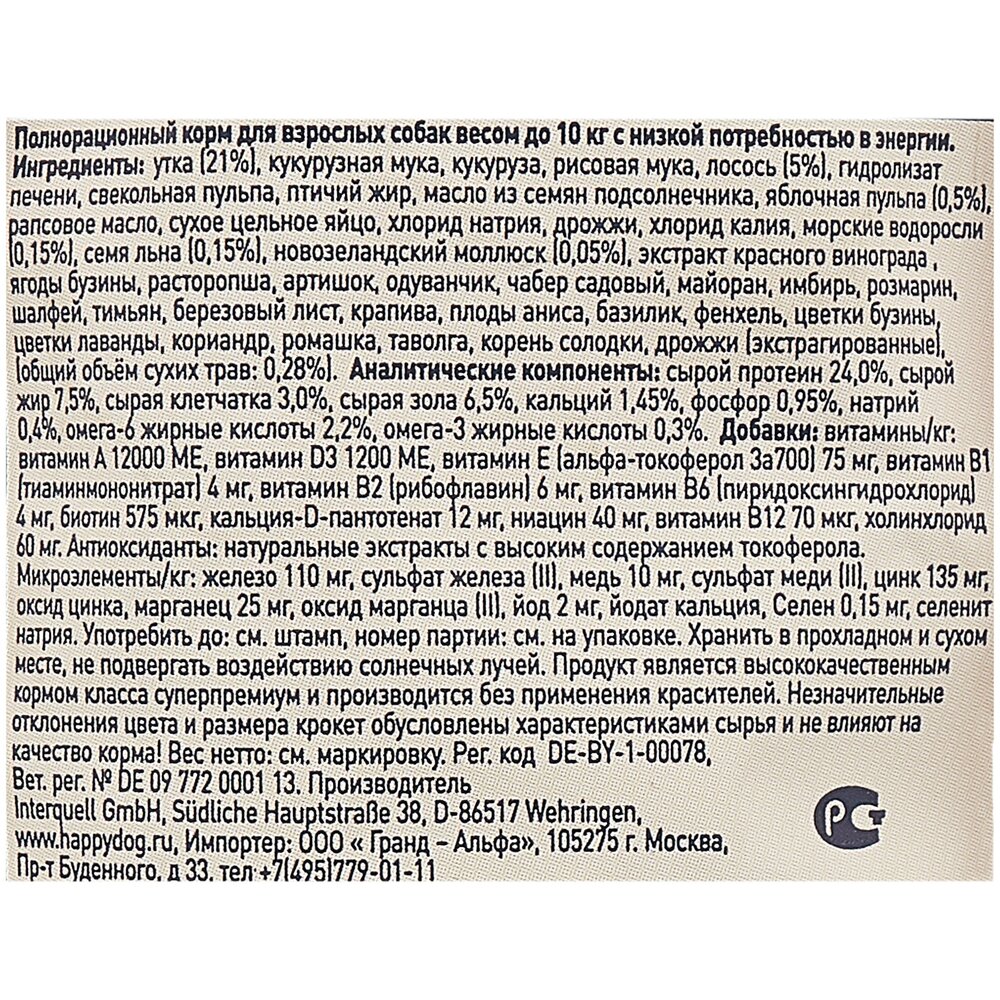 Полнорационный корм для взрослых собак весом до 10 кг с низкой потребностью в энергии.
Ингредиенты: утка (21%), кукурузная мука, кукуруза, рисовая мука, лосось (5%), гидролизат
печени, свекольная пульпа, птичий жир, масло из семян подсолнечника, яблочная пульпа (0,5%),
рапсовое масло, сухое цельное яйцо, хлорид натрия, дрожжи, хлорид калия, морские водоросли
(0,15%), семя льна (0,15%), новозеландский моллюск (0,05%), экстракт красного винограда ,
ягоды бузины, расторопша, артишок, одуванчик, чабер садовый, майоран, имбирь, розмарин,
шалфей, тимьян, березовый лист, крапива, плоды аниса, базилик, фенхель, цветки бузины,
цветки лаванды, кориандр, ромашка, таволга, корень солодки, дрожжи (экстрагированные),
(общий объём сухих трав: 0,28%). Аналитические компоненты: сырой протеин 24,0%, сырой
жир 7,5%, сырая клетчатка 3,0%, сырая зола 6,5%, кальций 1,45%, фосфор 0,95%, натрий
0,4%, омега-6 жирные кислоты 2,2%, омега-3 жирные кислоты 0,3%. Добавки: витамины/кг:
витамин А 12000 МЕ, витамин D3 1200 МЕ, витамин Е (альфа-токоферол 3а700) 75 мг, витамин В1
(тиаминмононитрат) 4 мг, витамин В2 (рибофлавин) 6 мг, витамин В6 (пиридоксингидрохлорид)
4 мг, биотин 575 мкг, кальция-D-пантотенат 12 мг, ниацин 40 мг, витамин В12 70 мкг, холинхлорид
60 мг. Антиоксиданты: натуральные экстракты с высоким содержанием токоферола.
Микроэлементы/кг: железо 110 мг, сульфат железа (II), медь 10 мг, сульфат меди (II), цинк 135 мг,
оксид цинка, марганец 25 мг, оксид марганца (II), йод 2 мг, йодат кальция, Селен 0,15 мг, селенит
натрия. Употребить до: см. штамп, номер партии: см. на упаковке. Хранить в прохладном и сухом
месте, не подвергать воздействию солнечных лучей. Продукт является высококачественным
кормом класса суперпремиум и производится без применения красителей. Незначительные
отклонения цвета и размера крокет обусловлены характеристиками сырья и не влияют на
качество корма! Вес нетто: см. маркировку. Рег. код DE-BY-1-00078,
Вет. рег. № DE 09 772 0001 13. Производитель
Interquell GmbH, Südliche Hauptstraße 38, D-86517 Wehringen,
www.happydog.ru, Импортер: ООО « Гранд – Альфа», 105275 г. Москва,
Пр-т Буденного, д 33, тел +7(495)779-01-11
РСТ